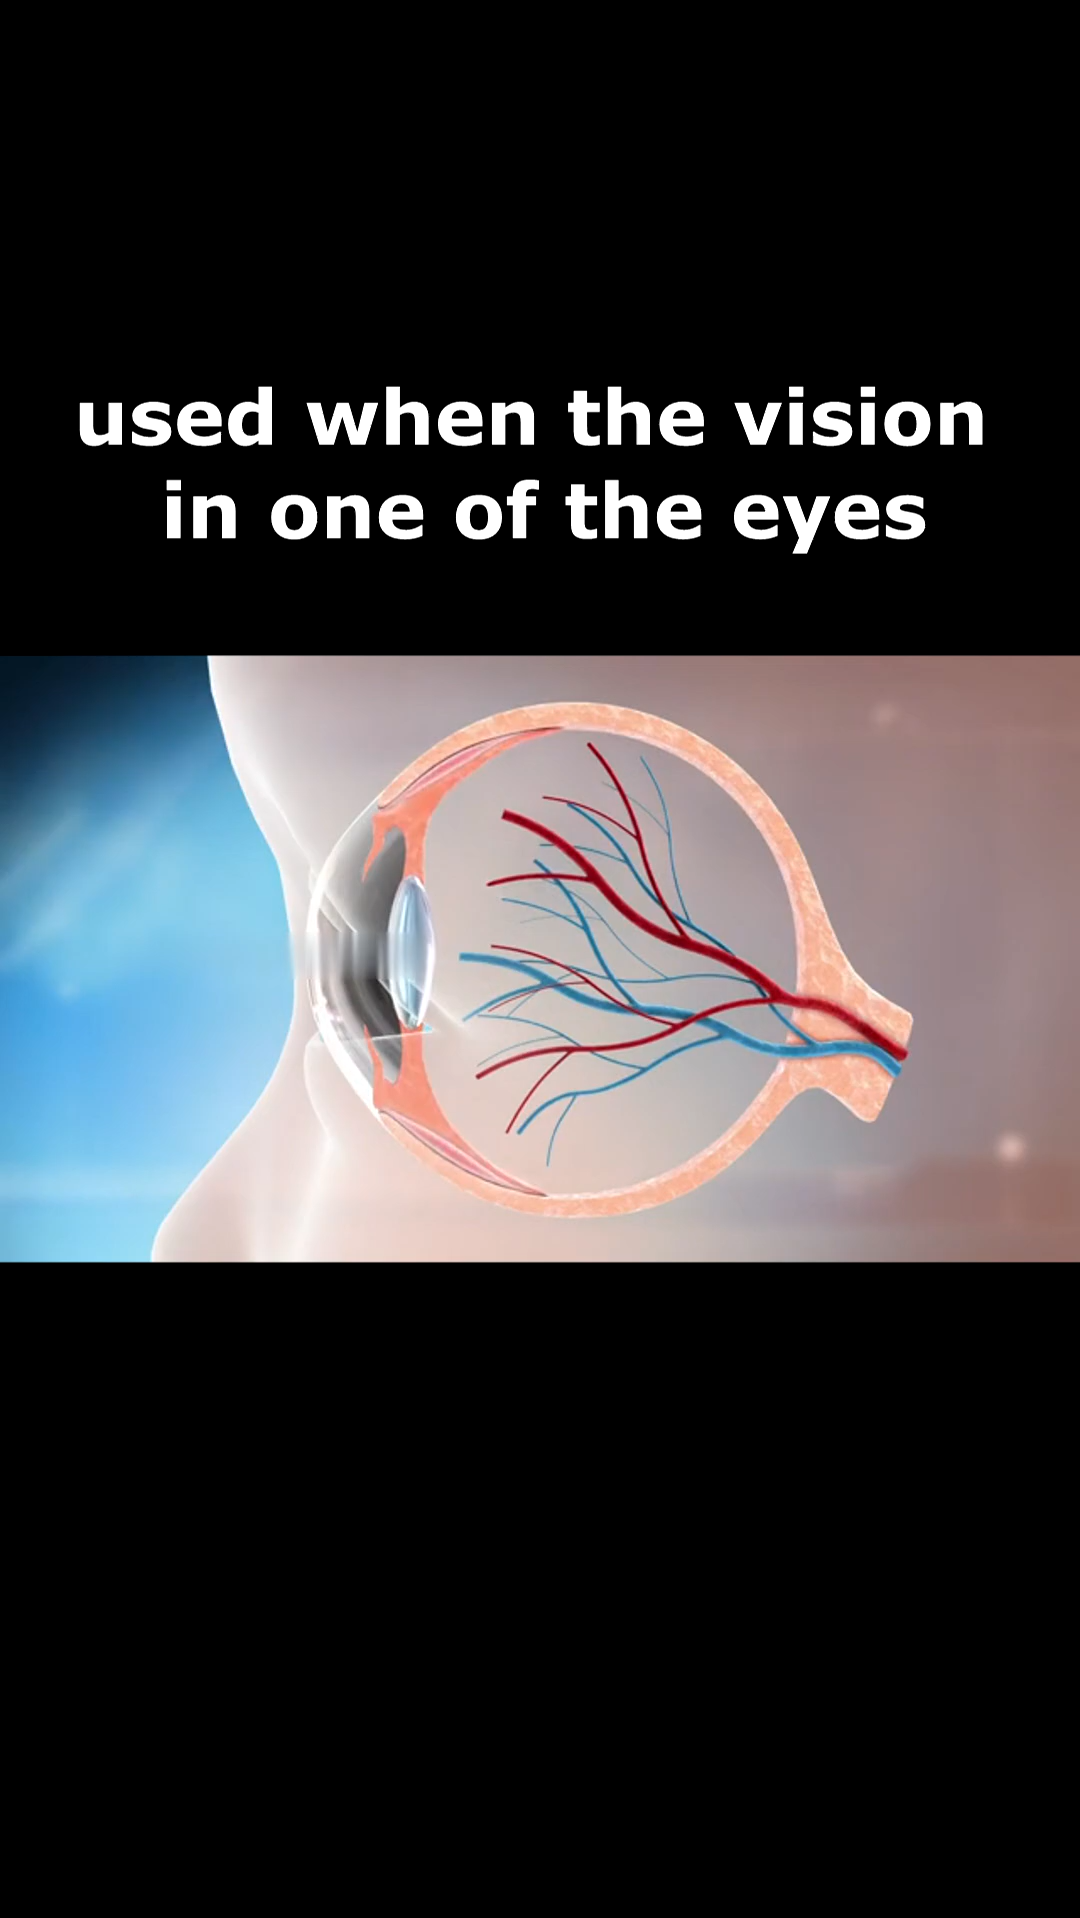 used when the vision
in one of the eyes